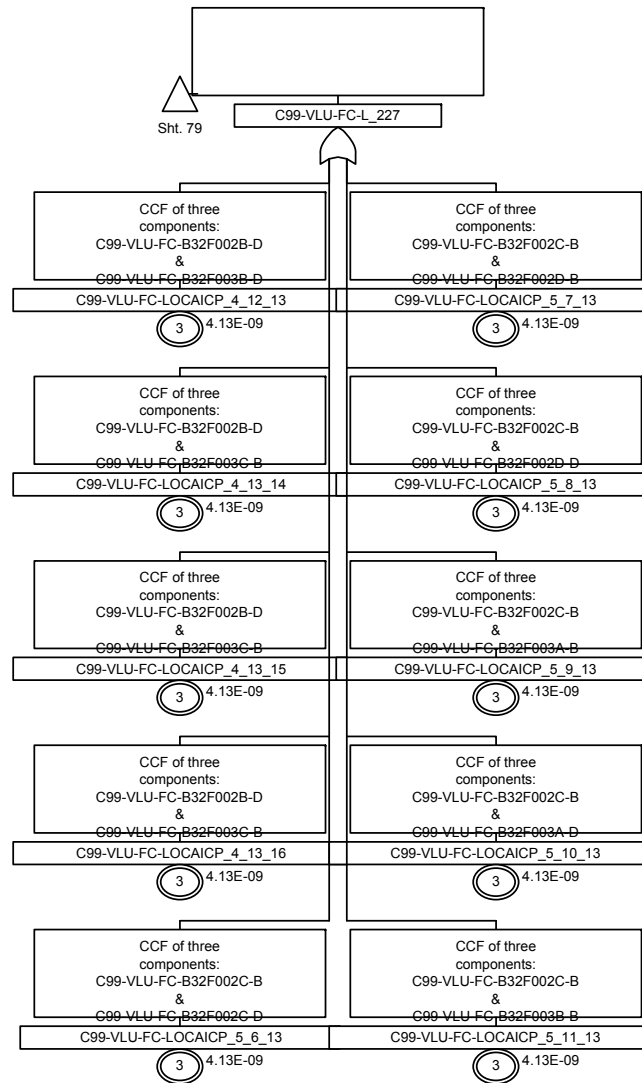 Sht. 79
C99-VLU-FC-L_227
CCF of three
components:
C99-VLU-FC-B32F002B-D
&
C99-VLU-FC-B32F003B-D
C99-VLU-FC-LOCAICP_4_12_13
3
4.13E-09
CCF of three
components:
C99-VLU-FC-B32F002C-B
&
C99-VLU-FC-B32F002D-B
C99-VLU-FC-LOCAICP_5_7_13
3
4.13E-09
CCF of three
components:
C99-VLU-FC-B32F002B-D
&
C99-VLU-FC-B32F003C-B
C99-VLU-FC-LOCAICP_4_13_14
3
4.13E-09
CCF of three
components:
C99-VLU-FC-B32F002C-B
&
C99-VLU-FC-B32F002D-D
C99-VLU-FC-LOCAICP_5_8_13
3
4.13E-09
CCF of three
components:
C99-VLU-FC-B32F002B-D
&
C99-VLU-FC-B32F003C-B
C99-VLU-FC-LOCAICP_4_13_15
3
4.13E-09
CCF of three
components:
C99-VLU-FC-B32F002C-B
&
C99-VLU-FC-B32F003A-B
C99-VLU-FC-LOCAICP_5_9_13
3
4.13E-09
CCF of three
components:
C99-VLU-FC-B32F002B-D
&
C99-VLU-FC-B32F003C-B
C99-VLU-FC-LOCAICP_4_13_16
3
4.13E-09
CCF of three
components:
C99-VLU-FC-B32F002C-B
&
C99-VLU-FC-B32F003A-D
C99-VLU-FC-LOCAICP_5_10_13
3
4.13E-09
CCF of three
components:
C99-VLU-FC-B32F002C-B
&
C99-VLU-FC-B32F002C-D
C99-VLU-FC-LOCAICP_5_6_13
3
4.13E-09
CCF of three
components:
C99-VLU-FC-B32F002C-B
&
C99-VLU-FC-B32F003B-B
C99-VLU-FC-LOCAICP_5_11_13
3
4.13E-09